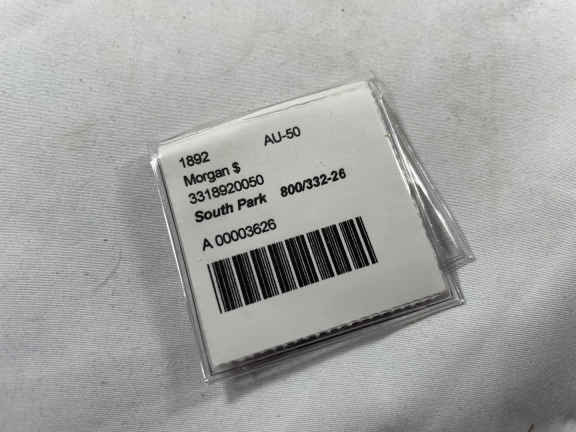 1892 AU-50
Morgan $
3318920050
South Park 800/332-26
A 00003626